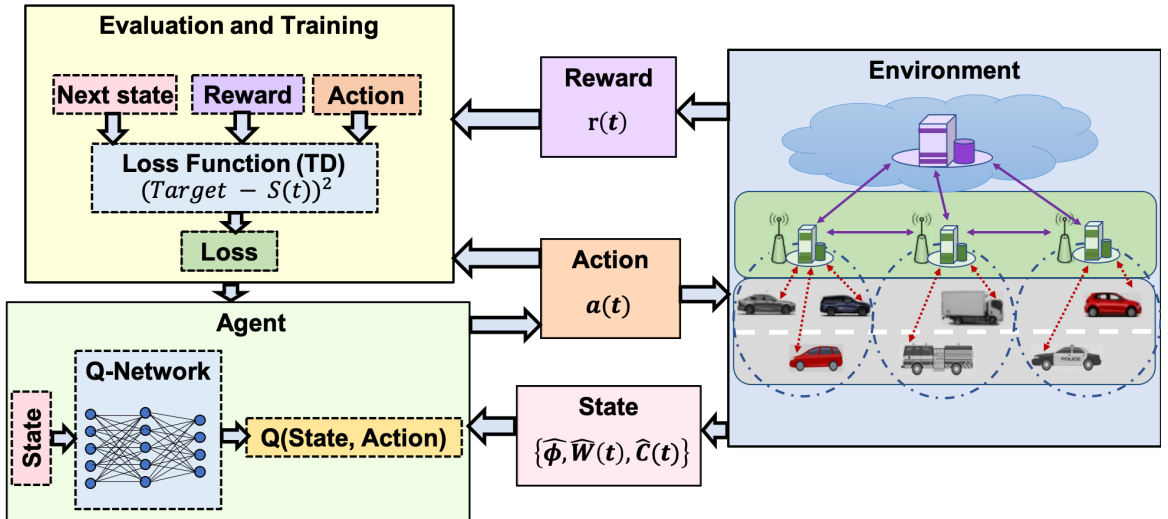 Evaluation and Training
Next state
Reward
Action
Loss Function (TD)
(Target − S(t))²
Loss
Reward
r(t)
Action
a(t)
State
{ϕ̂, Ŵ(t), Ĉ(t)}
Agent
Q-Network
State
Q(State, Action)
Environment
POLICE